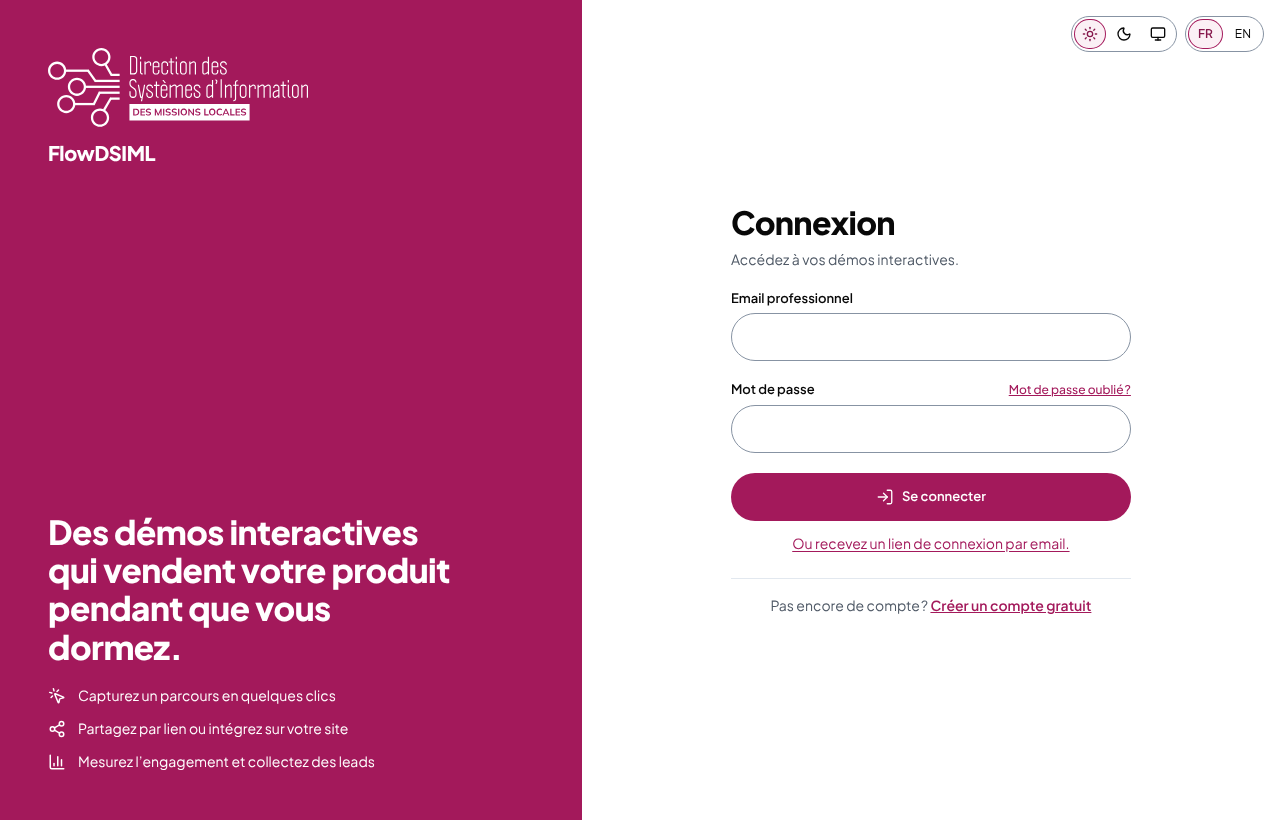 Direction des
Systèmes d'Information
DES MISSIONS LOCALES
FlowDSIML
Des démos interactives
qui vendent votre produit
pendant que vous
dormez.
Capturez un parcours en quelques clics
Partagez par lien ou intégrez sur votre site
Mesurez l’engagement et collectez des leads
FR
EN
Connexion
Accédez à vos démos interactives.
Email professionnel
Mot de passe
Mot de passe oublié ?
Se connecter
Ou recevez un lien de connexion par email.
Pas encore de compte ? Créer un compte gratuit